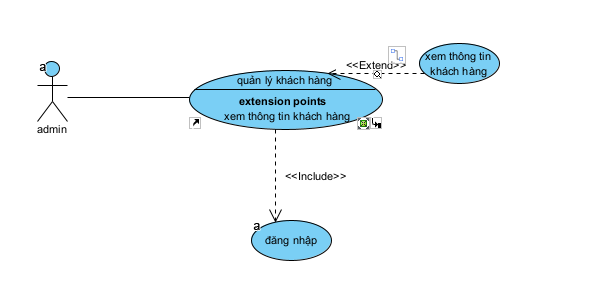 a
admin
quản lý khách hàng
extension points
xem thông tin khách hàng
<<Extend>>
xem thông tin
khách hàng
<<Include>>
a
đăng nhập